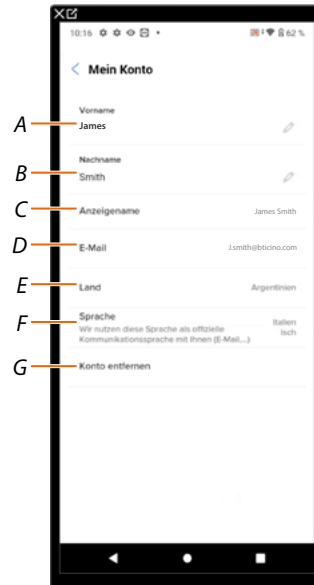 10:16
62 %
Mein Konto
Vorname
A
James
Nachname
B
Smith
C
Anzeigename
James Smith
D
E-Mail
J.smith@bticino.com
E
Land
Argentinien
F
Sprache
Italien
isch
Wir nutzen diese Sprache als offizielle
Kommunikationssprache mit Ihnen (E-Mail,...)
G
Konto entfernen